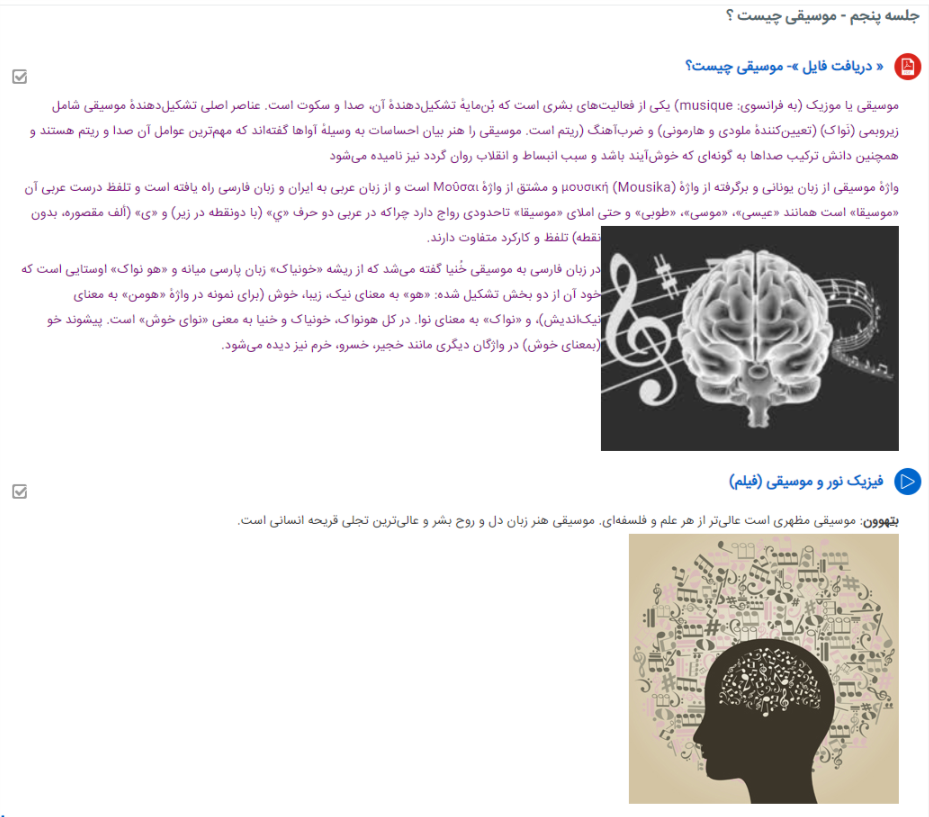 جلسه پنجم - موسیقی چیست ؟
« دریافت فایل »- موسیقی چیست؟
موسیقی یا موزیک (به فرانسوی: musique) یکی از فعالیت‌های بشری است که بُن‌مایهٔ تشکیل‌دهندهٔ آن، صدا و سکوت است. عناصر اصلی تشکیل‌دهندهٔ موسیقی شامل
زیروبمی (نَواک) (تعیین‌کنندهٔ ملودی و هارمونی) و ضرب‌آهنگ (ریتم است. موسیقی را هنر بیان احساسات به وسیلهٔ آواها گفته‌اند که مهم‌ترین عوامل آن صدا و ریتم هستند و
همچنین دانش ترکیب صداها به گونه‌ای که خوش‌آیند باشد و سبب انبساط و انقلاب روان گردد نیز نامیده می‌شود
واژهٔ موسیقی از زبان یونانی و برگرفته از واژهٔ μουσική (Mousika) و مشتق از واژهٔ Μοῦσαι است و از زبان عربی به ایران و زبان فارسی راه یافته است و تلفظ درست عربی آن
«موسیقا» است همانند «عیسی»، «موسی»، «طوبی» و حتی املای «موسیقا» تاحدودی رواج دارد چراکه در عربی دو حرف «ي» (با دونقطه در زیر) و «ی» (ألف مقصوره، بدون
نقطه) تلفظ و کارکرد متفاوت دارند.
در زبان فارسی به موسیقی خُنیا گفته می‌شد که از ریشه «خونیاک» زبان پارسی میانه و «هو نواک» اوستایی است که
خود آن از دو بخش تشکیل شده: «هو» به معنای نیک، زیبا، خوش (برای نمونه در واژهٔ «هومن» به معنای
نیک‌اندیش)، و «نواک» به معنای نوا. در کل هونواک، خونیاک و خنیا به معنی «نوای خوش» است. پیشوند خو
(بمعنای خوش) در واژگان دیگری مانند خجیر، خسرو، خرم نیز دیده می‌شود.
فیزیک نور و موسیقی (فیلم)
بتهوون: موسیقی مظهری است عالی‌تر از هر علم و فلسفه‌ای. موسیقی هنر زبان دل و روح بشر و عالی‌ترین تجلی قریحه انسانی است.